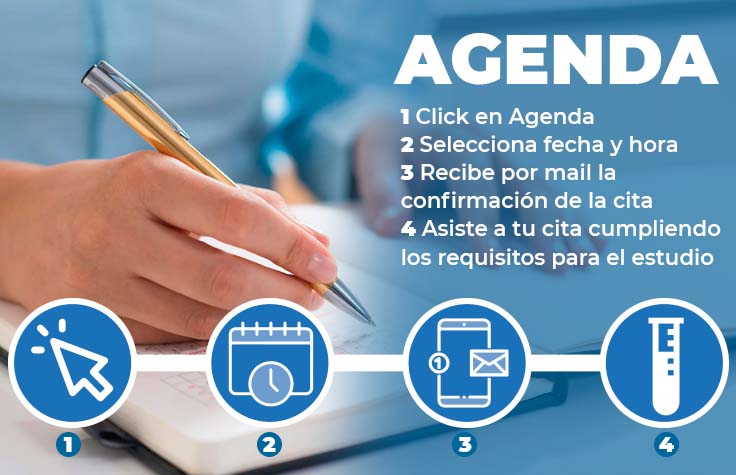 AGENDA
1 Click en Agenda
2 Selecciona fecha y hora
3 Recibe por mail la
confirmación de la cita
4 Asiste a tu cita cumpliendo
los requisitos para el estudio
1
1
2
3
4